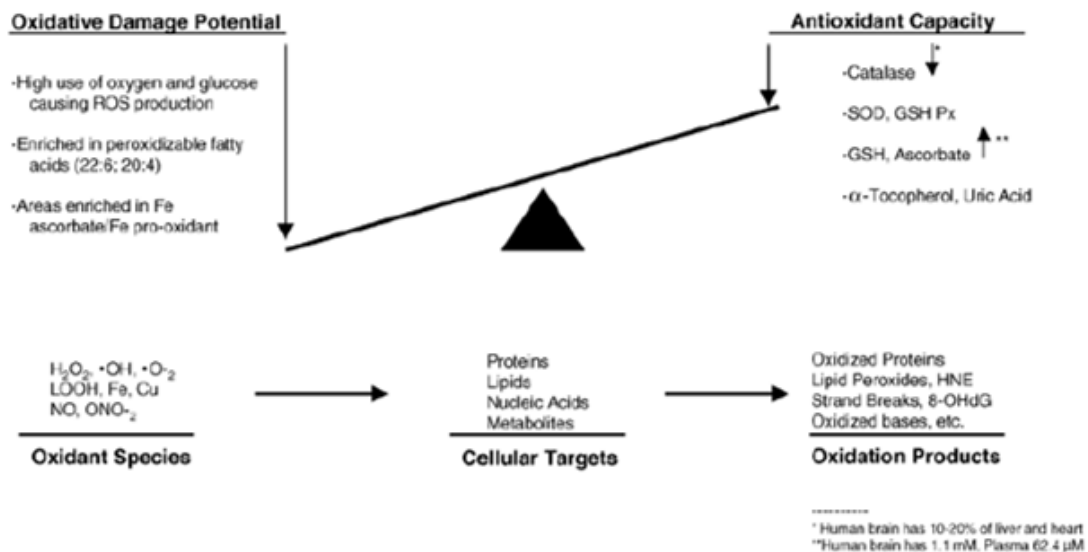 Oxidative Damage Potential
-High use of oxygen and glucose
causing ROS production
-Enriched in peroxidizable fatty
acids (22:6; 20:4)
-Areas enriched in Fe
ascorbate/Fe pro-oxidant
Antioxidant Capacity
-Catalase *
-SOD, GSH Px
-GSH, Ascorbate **
-α-Tocopherol, Uric Acid
H₂O₂, •OH, •O-₂
LOOH, Fe, Cu
NO, ONO-₂
Oxidant Species
Proteins
Lipids
Nucleic Acids
Metabolites
Cellular Targets
Oxidized Proteins
Lipid Peroxides, HNE
Strand Breaks, 8-OHdG
Oxidized bases, etc.
Oxidation Products
----------
* Human brain has 10-20% of liver and heart
**Human brain has 1.1 mM, Plasma 62.4 µM